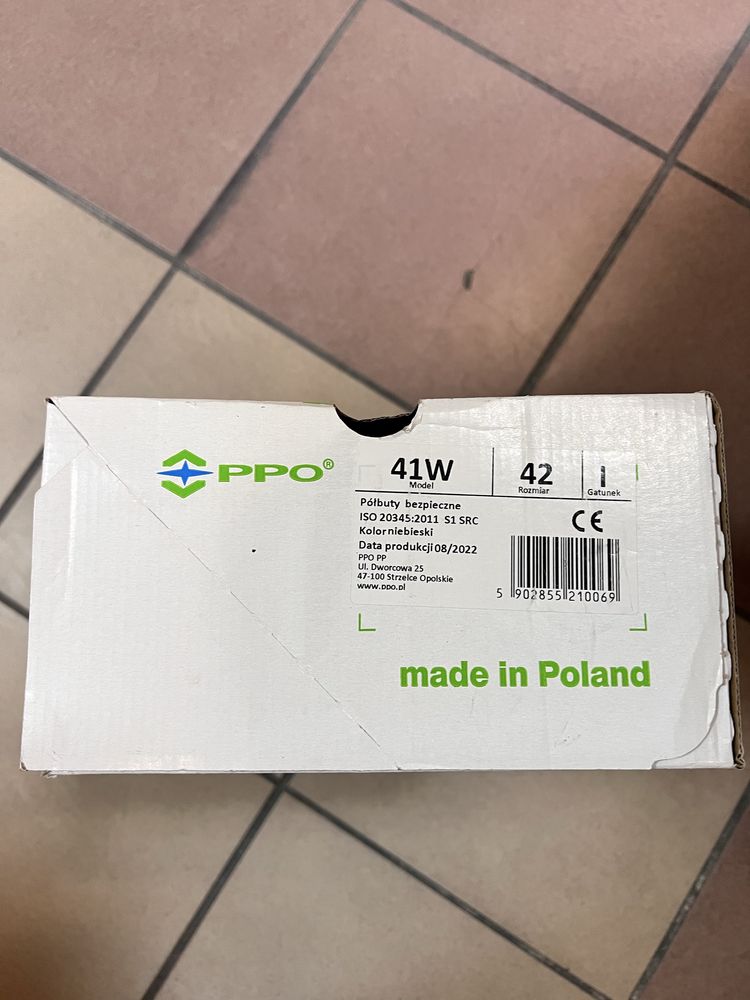 PPO®
41W
Model
42
Rozmiar
I
Gatunek
Półbuty bezpieczne
ISO 20345:2011 S1 SRC
Kolor niebieski
Data produkcji 08/2022
PPO PP
Ul. Dworcowa 25
47-100 Strzelce Opolskie
www.ppo.pl
CE
5 902855 210069
made in Poland